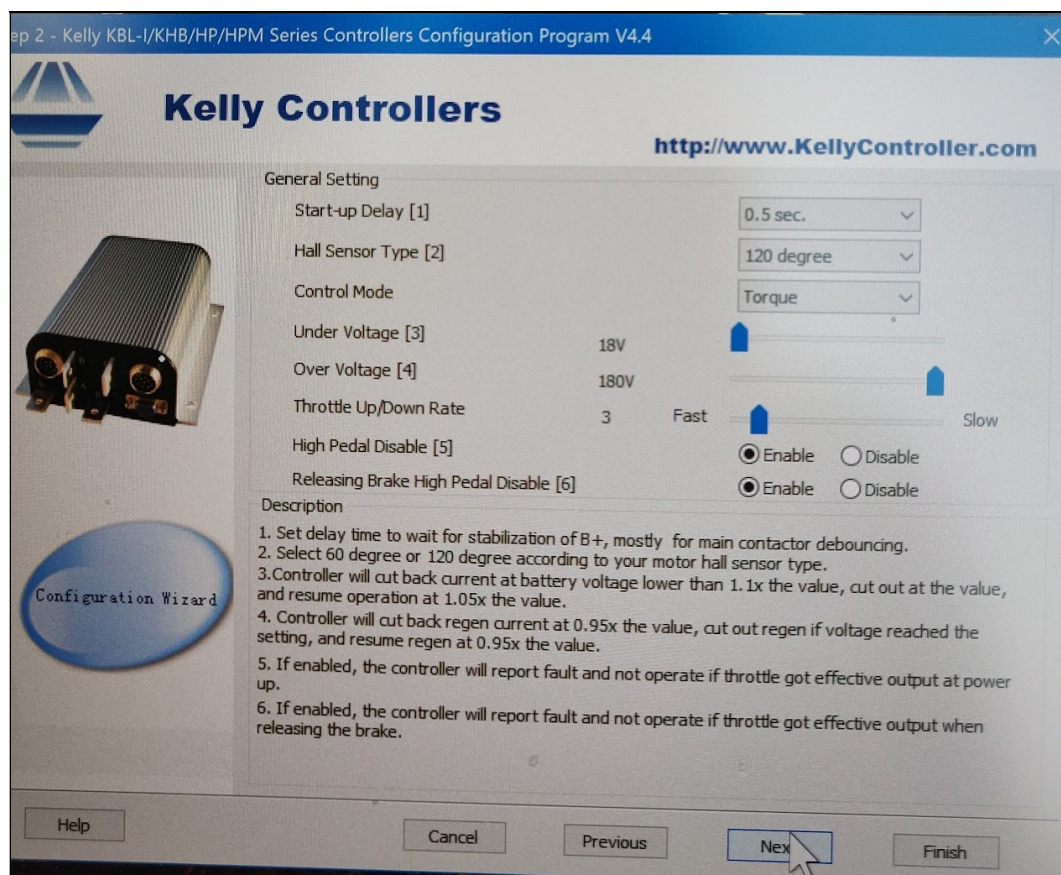 ep 2 - Kelly KBL-I/KHB/HP/HPM Series Controllers Configuration Program V4.4
Kelly Controllers
http://www.KellyController.com
General Setting
Start-up Delay [1] 0.5 sec.
Hall Sensor Type [2] 120 degree
Control Mode Torque
Under Voltage [3] 18V
Over Voltage [4] 180V
Throttle Up/Down Rate 3 Fast Slow
High Pedal Disable [5] Enable Disable
Releasing Brake High Pedal Disable [6] Enable Disable
Description
1. Set delay time to wait for stabilization of B+, mostly for main contactor debouncing.
2. Select 60 degree or 120 degree according to your motor hall sensor type.
3.Controller will cut back current at battery voltage lower than 1.1x the value, cut out at the value,
and resume operation at 1.05x the value.
4. Controller will cut back regen current at 0.95x the value, cut out regen if voltage reached the
setting, and resume regen at 0.95x the value.
5. If enabled, the controller will report fault and not operate if throttle got effective output at power
up.
6. If enabled, the controller will report fault and not operate if throttle got effective output when
releasing the brake.
Configuration Wizard
Help Cancel Previous Nex Finish